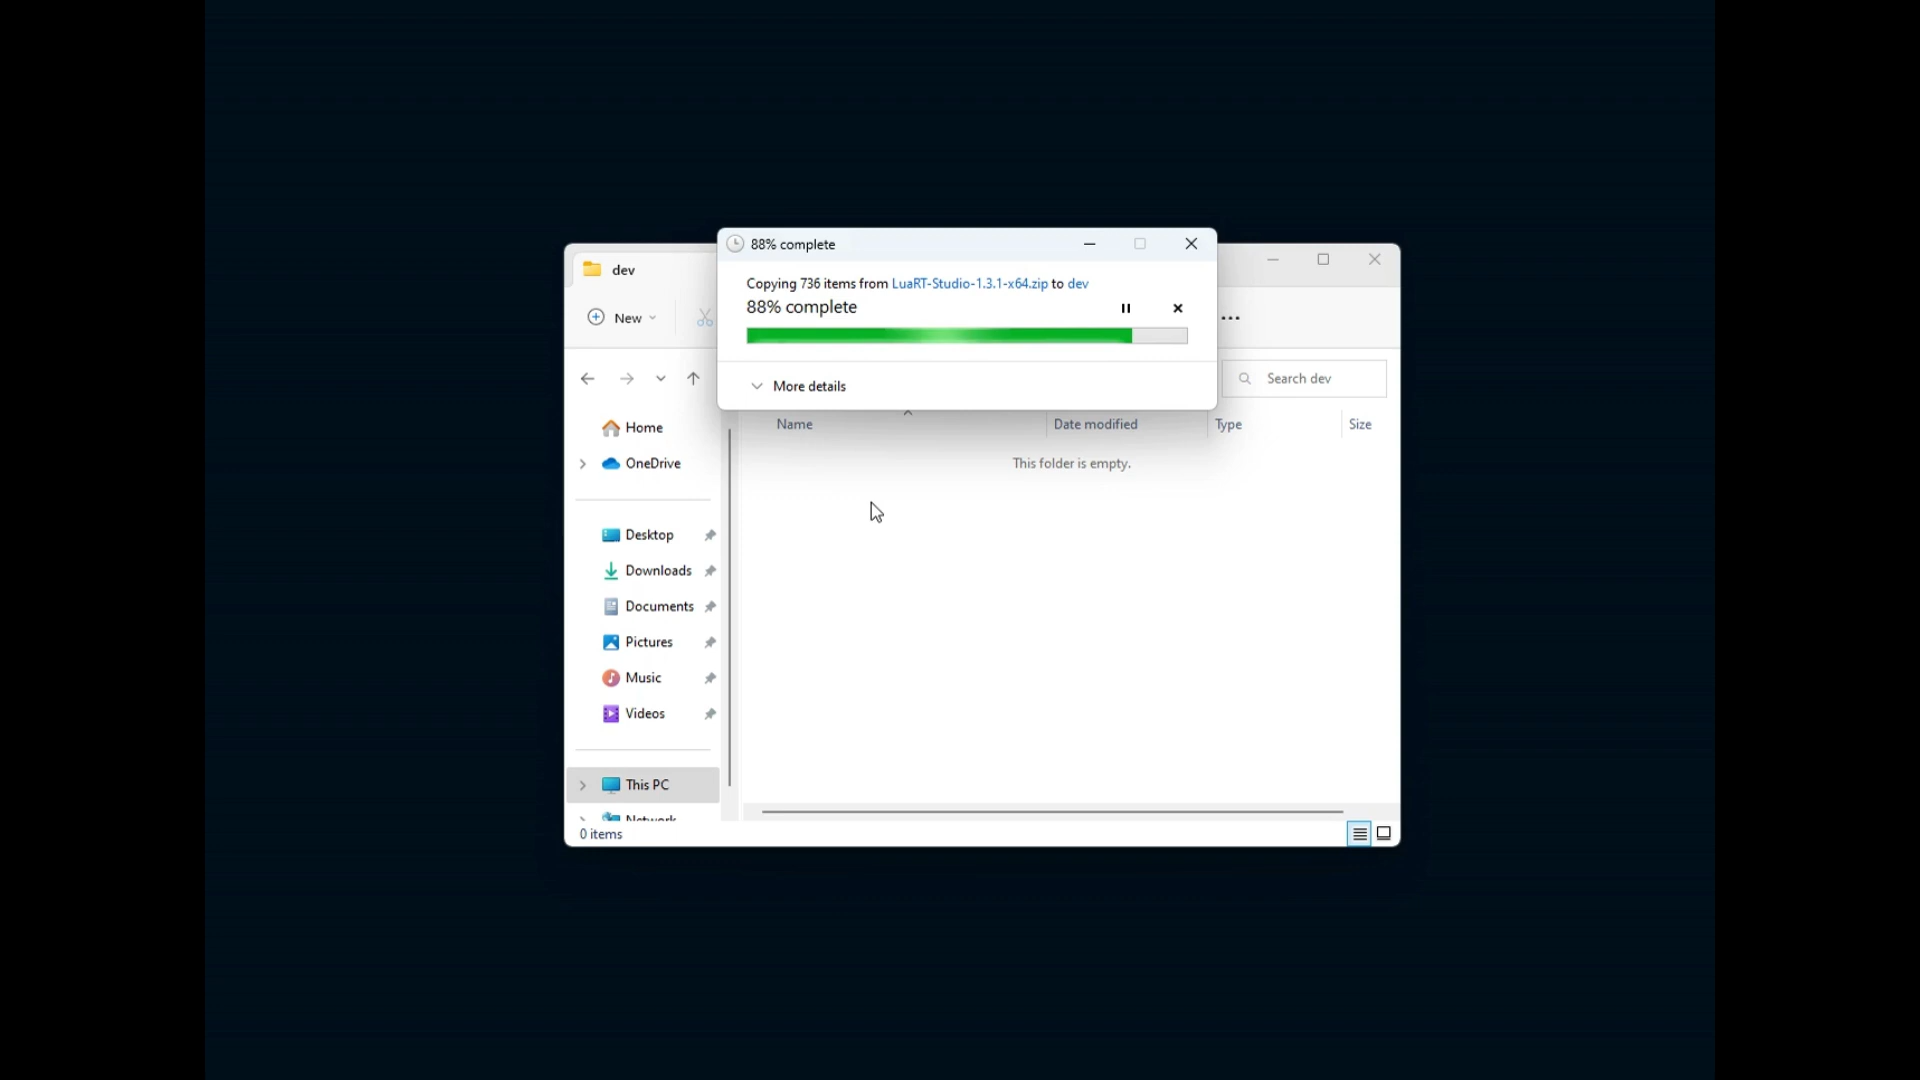 88% complete
Copying 736 items from LuaRT-Studio-1.3.1-x64.zip to dev
88% complete
More details
dev
New
Search dev
Name
Date modified
Type
Size
This folder is empty.
Home
OneDrive
Desktop
Downloads
Documents
Pictures
Music
Videos
This PC
Network
0 items